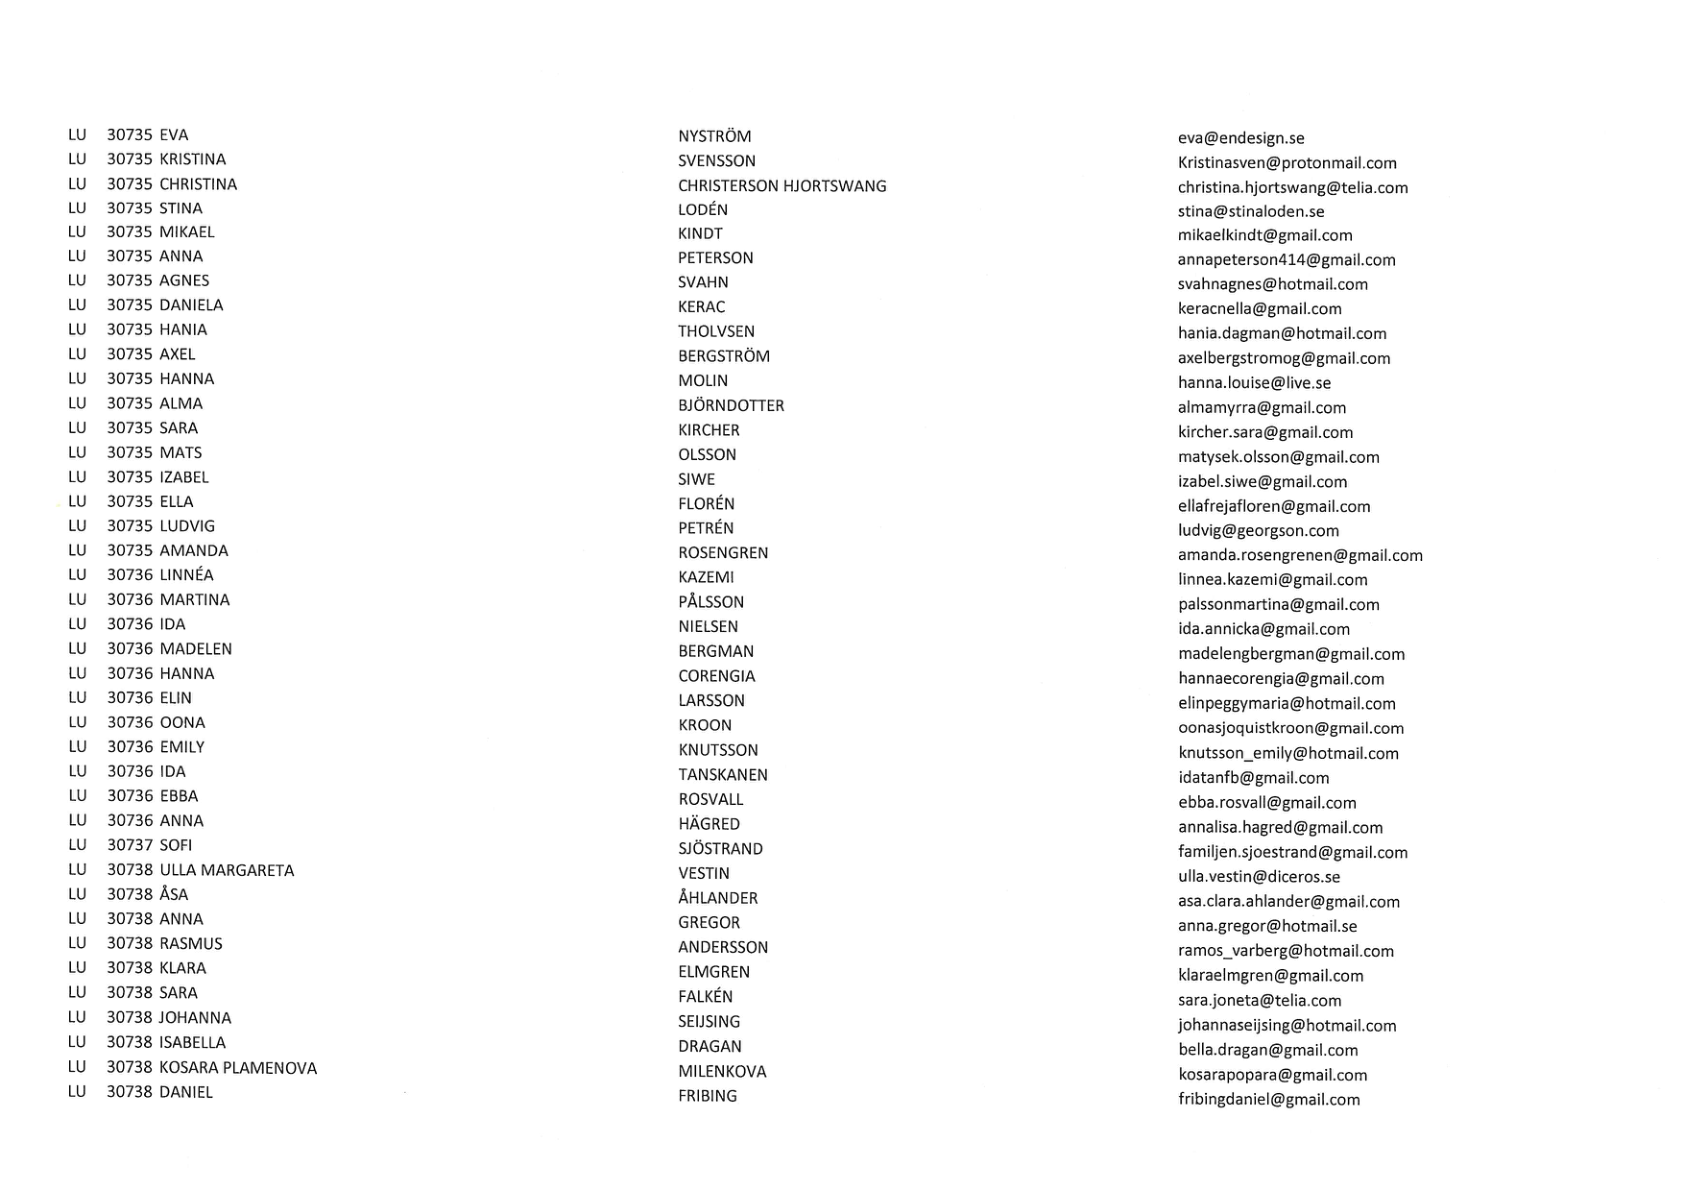 LU 30735 EVA NYSTRÖM eva@endesign.se
LU 30735 KRISTINA SVENSSON Kristinasven@protonmail.com
LU 30735 CHRISTINA CHRISTERSON HJORTSWANG christina.hjortswang@telia.com
LU 30735 STINA LODÉN stina@stinaloden.se
LU 30735 MIKAEL KINDT mikaelkindt@gmail.com
LU 30735 ANNA PETERSON annapeterson414@gmail.com
LU 30735 AGNES SVAHN svahnagnes@hotmail.com
LU 30735 DANIELA KERAC keracnella@gmail.com
LU 30735 HANIA THOLVSEN hania.dagman@hotmail.com
LU 30735 AXEL BERGSTRÖM axelbergstromog@gmail.com
LU 30735 HANNA MOLIN hanna.louise@live.se
LU 30735 ALMA BJÖRNDOTTER almamyrra@gmail.com
LU 30735 SARA KIRCHER kircher.sara@gmail.com
LU 30735 MATS OLSSON matysek.olsson@gmail.com
LU 30735 IZABEL SIWE izabel.siwe@gmail.com
LU 30735 ELLA FLORÉN ellafrejafloren@gmail.com
LU 30735 LUDVIG PETRÉN ludvig@georgson.com
LU 30735 AMANDA ROSENGREN amanda.rosengrenen@gmail.com
LU 30736 LINNÉA KAZEMI linnea.kazemi@gmail.com
LU 30736 MARTINA PÅLSSON palssonmartina@gmail.com
LU 30736 IDA NIELSEN ida.annicka@gmail.com
LU 30736 MADELEN BERGMAN madelengbergman@gmail.com
LU 30736 HANNA CORENGIA hannaecorengia@gmail.com
LU 30736 ELIN LARSSON elinpeggymaria@hotmail.com
LU 30736 OONA KROON oonasjoquistkroon@gmail.com
LU 30736 EMILY KNUTSSON knutsson_emily@hotmail.com
LU 30736 IDA TANSKANEN idatanfb@gmail.com
LU 30736 EBBA ROSVALL ebba.rosvall@gmail.com
LU 30736 ANNA HÄGRED annalisa.hagred@gmail.com
LU 30737 SOFI SJÖSTRAND familjen.sjoestrand@gmail.com
LU 30738 ULLA MARGARETA VESTIN ulla.vestin@diceros.se
LU 30738 ÅSA ÅHLANDER asa.clara.ahlander@gmail.com
LU 30738 ANNA GREGOR anna.gregor@hotmail.se
LU 30738 RASMUS ANDERSSON ramos_varberg@hotmail.com
LU 30738 KLARA ELMGREN klaraelmgren@gmail.com
LU 30738 SARA FALKÉN sara.joneta@telia.com
LU 30738 JOHANNA SEIJSING johannaseijsing@hotmail.com
LU 30738 ISABELLA DRAGAN bella.dragan@gmail.com
LU 30738 KOSARA PLAMENOVA MILENKOVA kosarapopara@gmail.com
LU 30738 DANIEL FRIBING fribingdaniel@gmail.com